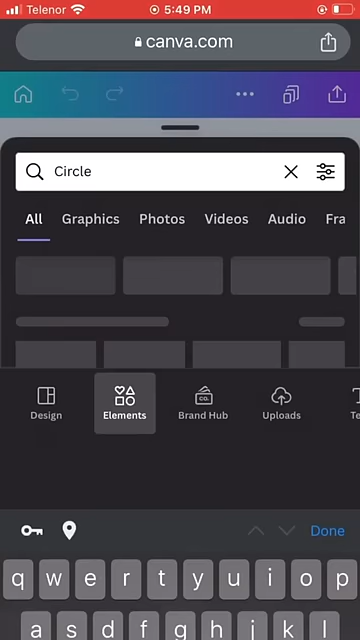 Telenor 5:49 PM
canva.com
Circle
All Graphics Photos Videos Audio Fra
CO.
Design Elements Brand Hub Uploads Te
Done
q w e r t y u i o p
a s d f g h j k l